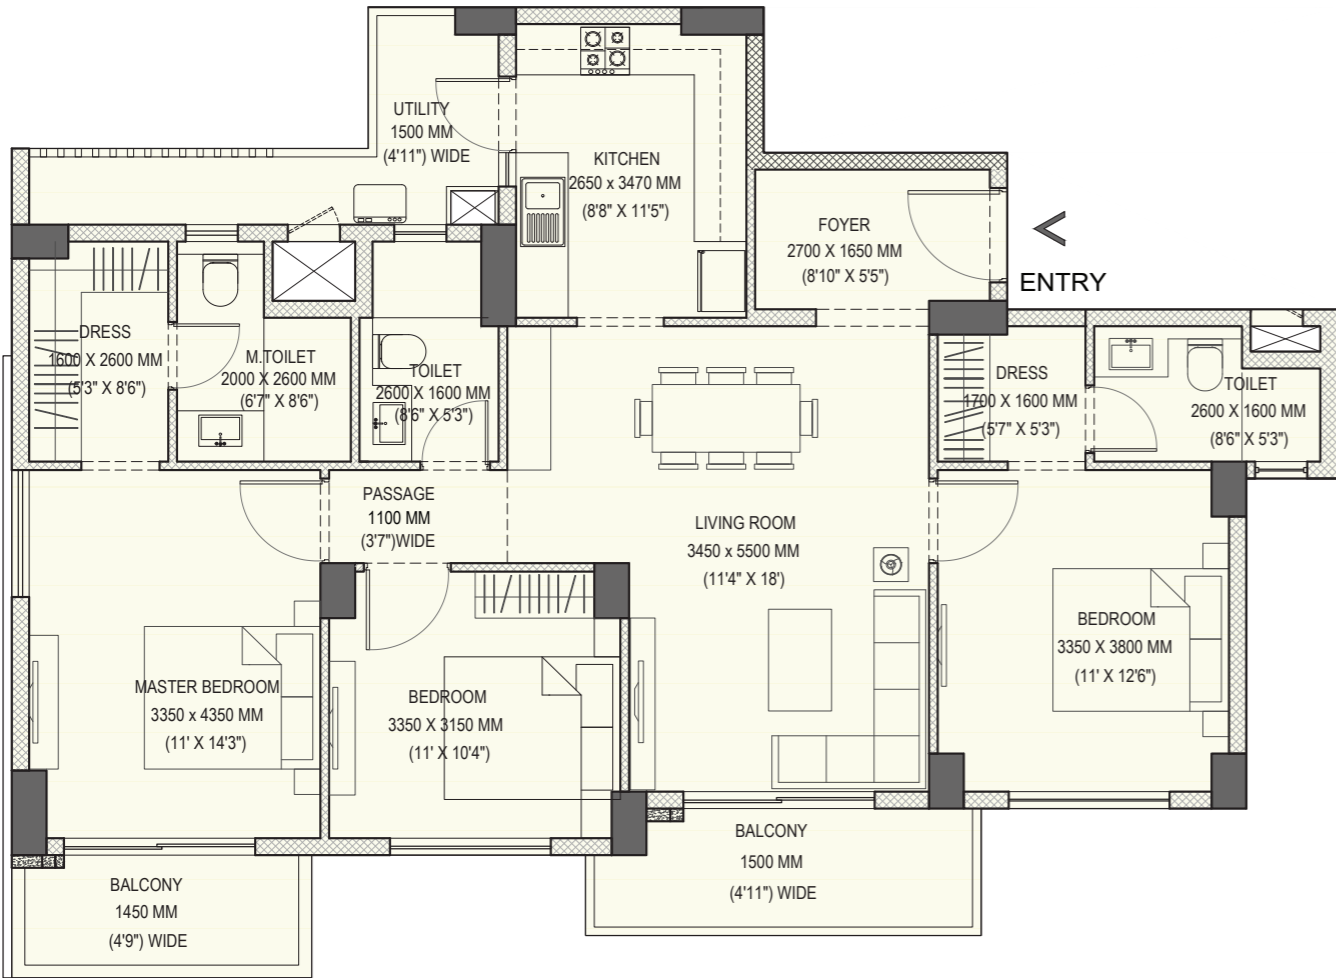 UTILITY
1500 MM
(4'11") WIDE
KITCHEN
2650 x 3470 MM
(8'8" X 11'5")
FOYER
2700 X 1650 MM
(8'10" X 5'5")
ENTRY
DRESS
1600 X 2600 MM
(5'3" X 8'6")
M.TOILET
2000 X 2600 MM
(6'7" X 8'6")
TOILET
2600 X 1600 MM
(8'6" X 5'3")
DRESS
1700 X 1600 MM
(5'7" X 5'3")
TOILET
2600 X 1600 MM
(8'6" X 5'3")
PASSAGE
1100 MM
(3'7")WIDE
LIVING ROOM
3450 x 5500 MM
(11'4" X 18')
BEDROOM
3350 X 3800 MM
(11' X 12'6")
MASTER BEDROOM
3350 x 4350 MM
(11' X 14'3")
BEDROOM
3350 X 3150 MM
(11' X 10'4")
BALCONY
1500 MM
(4'11") WIDE
BALCONY
1450 MM
(4'9") WIDE